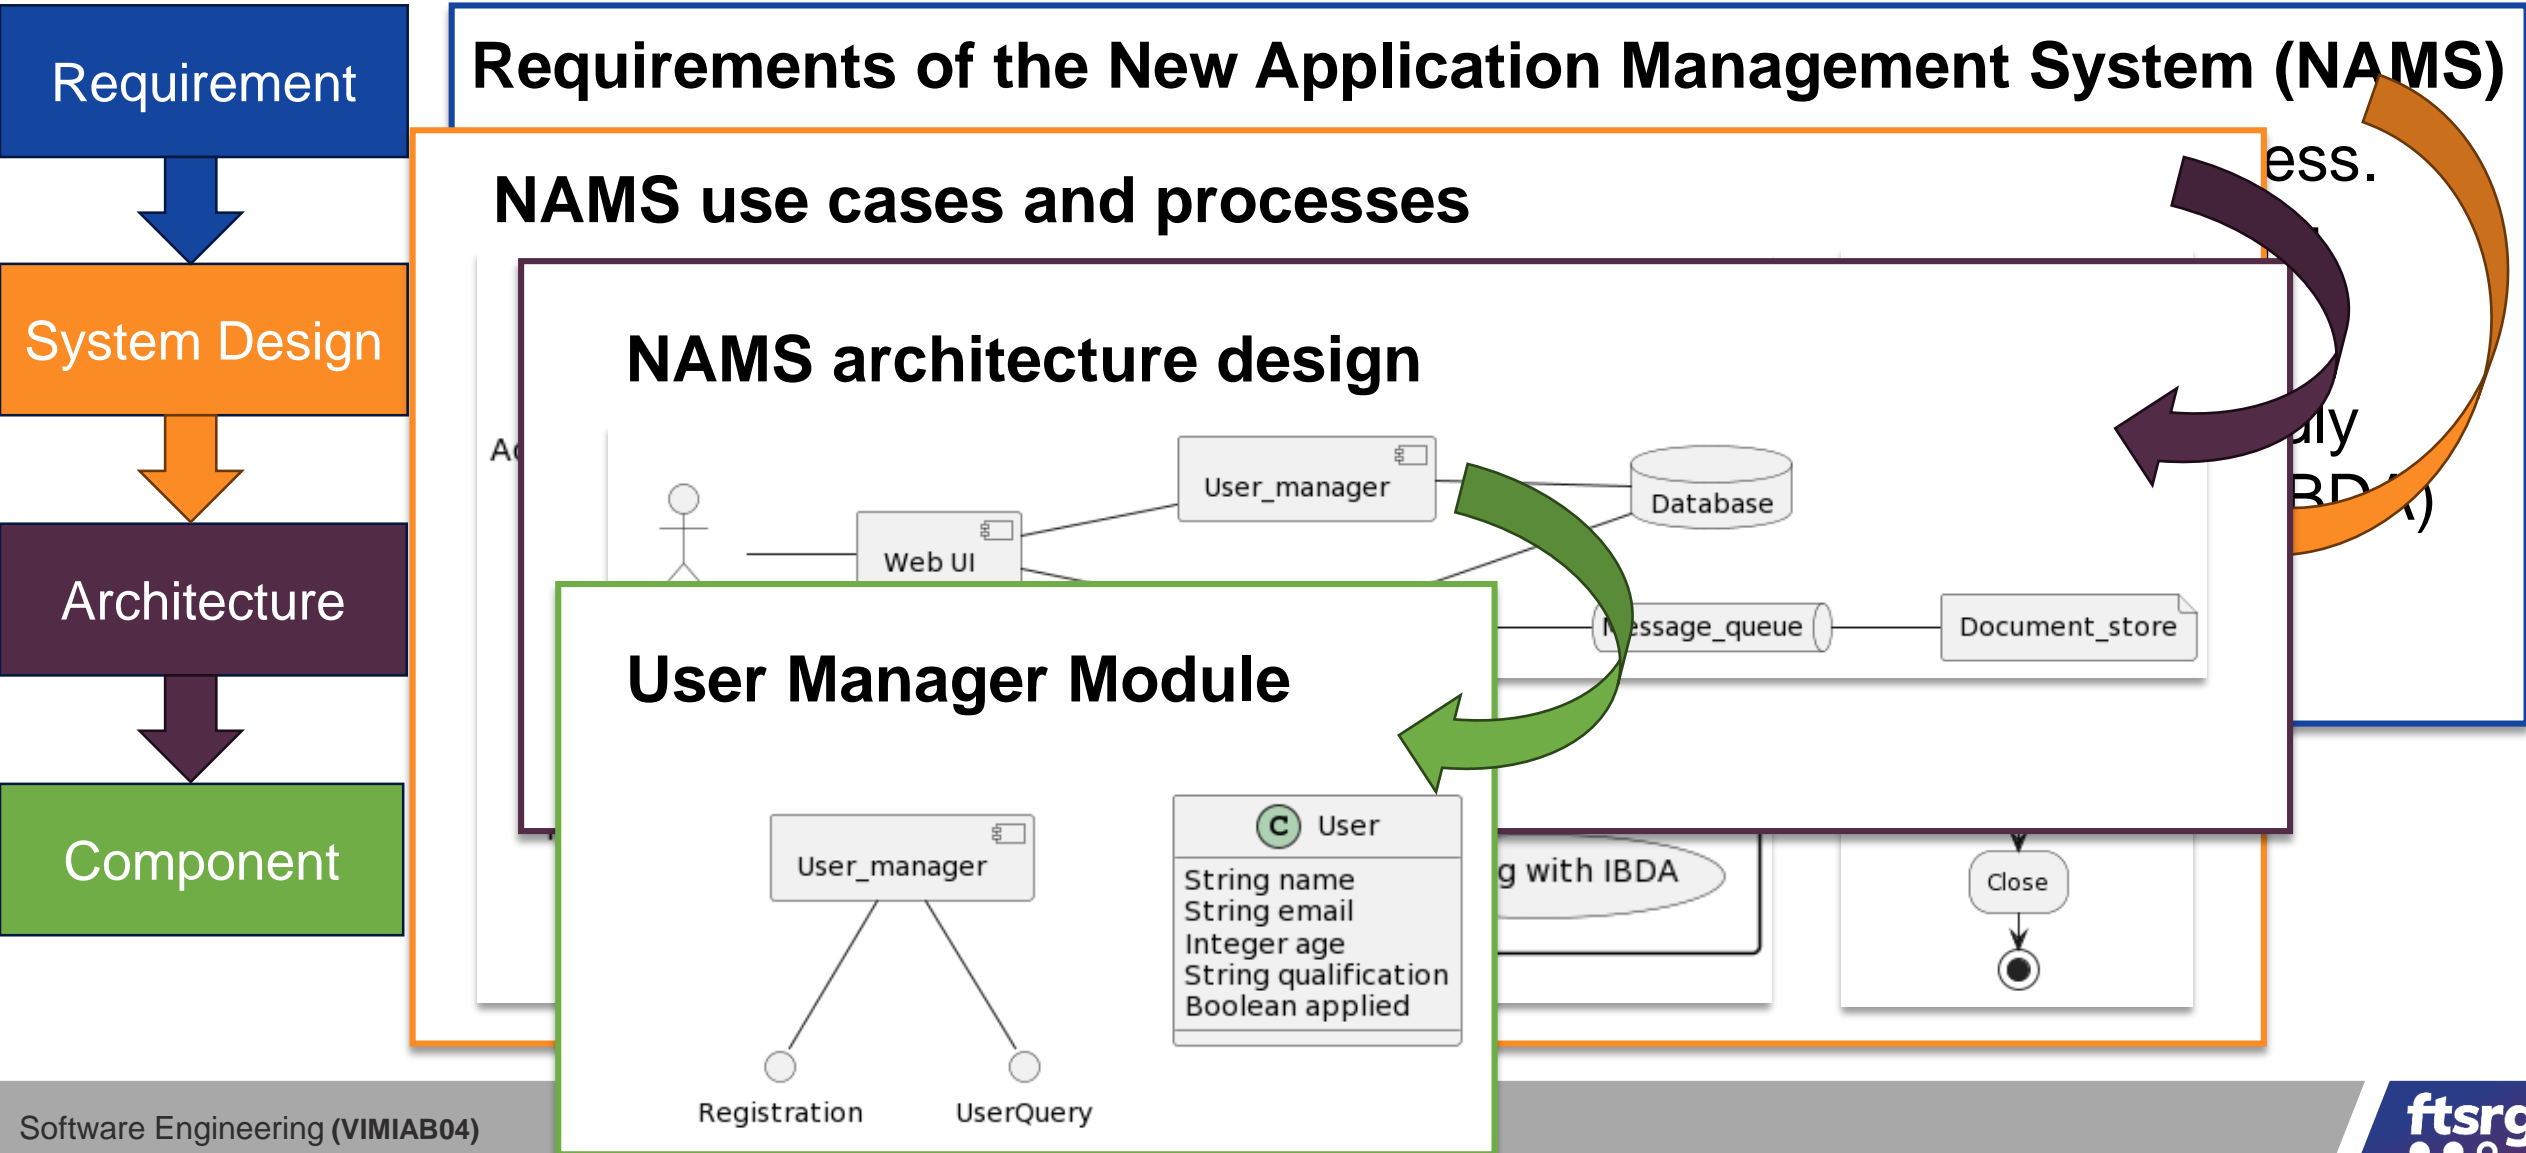 Requirement
System Design
Architecture
Component
Requirements of the New Application Management System (NAMS)
ess.
NAMS use cases and processes
NAMS architecture design
User_manager
Database
Web UI
Message_queue
Document_store
User Manager Module
User_manager
Registration
UserQuery
C User
String name
String email
Integer age
String qualification
Boolean applied
g with IBDA
Close
Software Engineering (VIMIAB04)
ftsrg